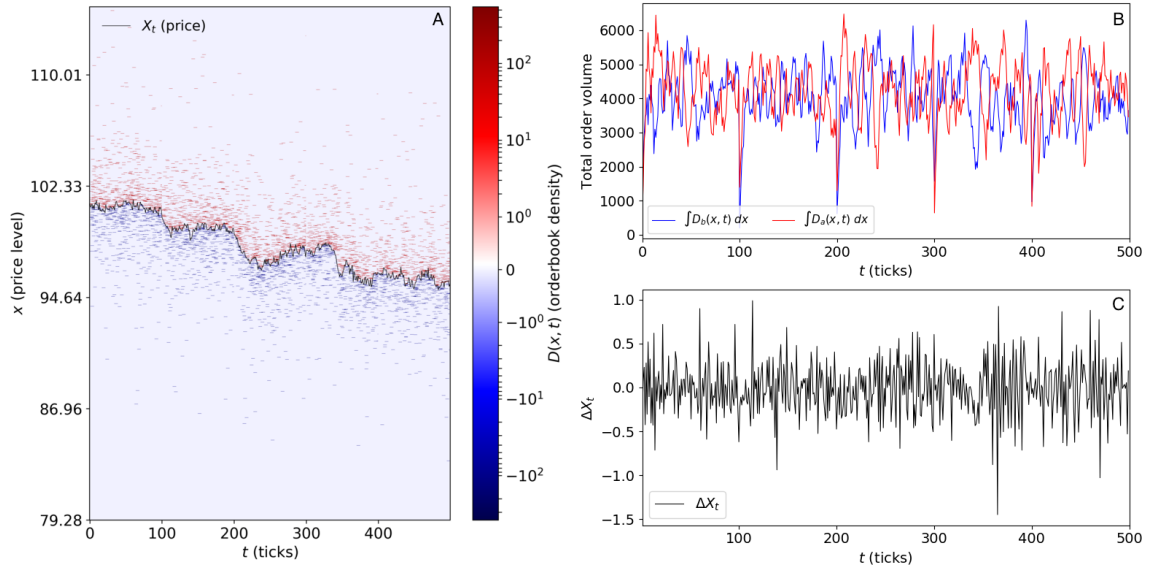 A
X_t (price)
110.01
102.33
94.64
86.96
79.28
x (price level)
0 100 200 300 400
t (ticks)
10^2
10^1
10^0
0
−10^0
−10^1
−10^2
D(x, t) (orderbook density)
B
6000
5000
4000
3000
2000
1000
0
Total order volume
∫D_b(x, t) dx ∫D_a(x, t) dx
0 100 200 300 400 500
t (ticks)
C
1.0
0.5
0.0
−0.5
−1.0
−1.5
ΔX_t
ΔX_t
100 200 300 400 500
t (ticks)